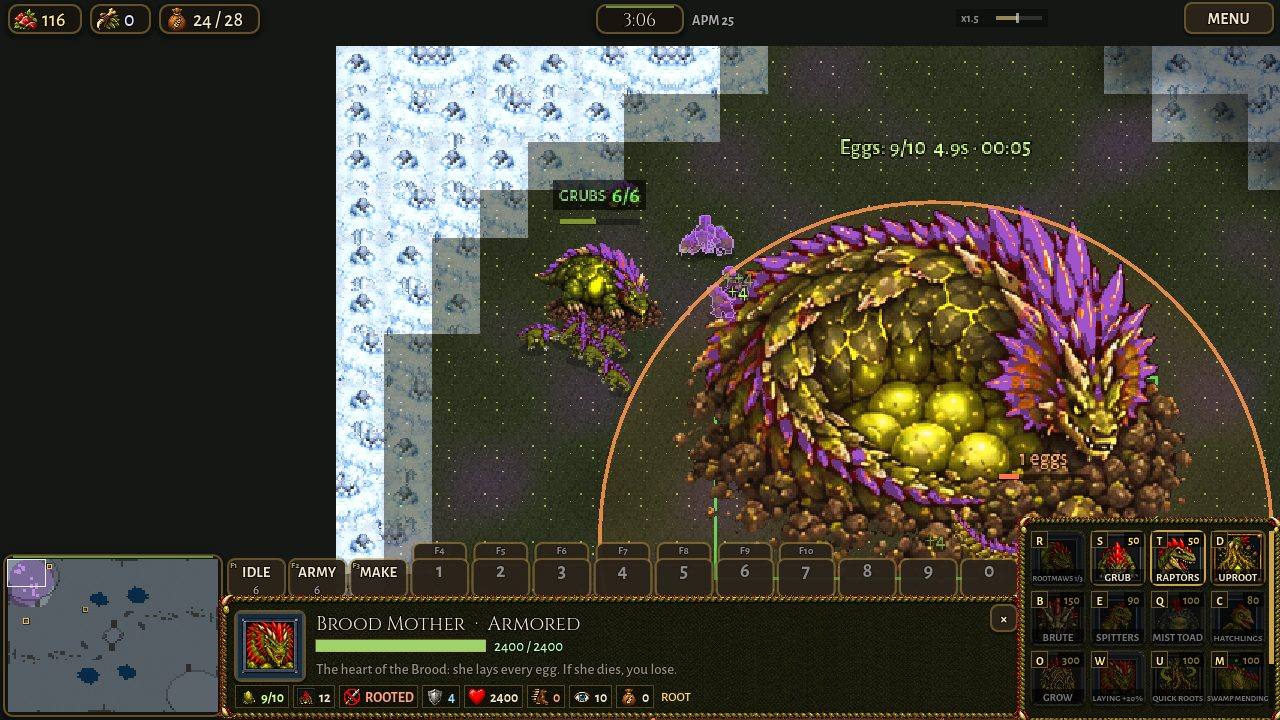 116
0
24 / 28
3:06
APM 25
x1.5
MENU
Eggs: 9/10 4.9s · 00:05
GRUBS 6/6
+4
1 eggs
+4
F1 IDLE 6
ARMY 6
MAKE
F4 1
F5 2
F6 3
F7 4
F8 5
F9 6
F10 7
8
9
0
Brood Mother · Armored
×
2400 / 2400
The heart of the Brood: she lays every egg. If she dies, you lose.
9/10
12
ROOTED
4
2400
0
10
0
ROOT
R ROOTMAWS 1/3
S 50 GRUB
T 50 RAPTORS
D UPROOT
B 150 BRUTE
E 90 SPITTERS
Q 100 MIST TOAD
C 80 HATCHLINGS
O 300 GROW
W LAYING +20%
U 100 QUICK ROOTS
M 100 SWAMP MENDING